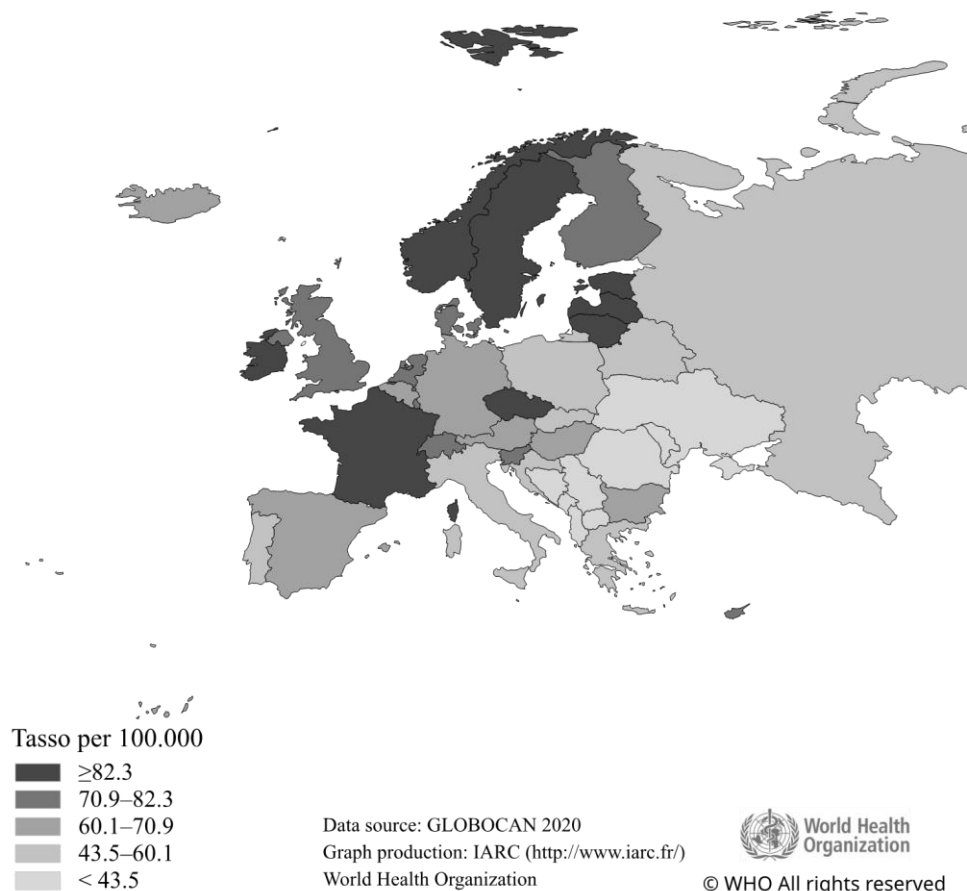 Tasso per 100.000
≥82.3
70.9–82.3
60.1–70.9
43.5–60.1
< 43.5
Data source: GLOBOCAN 2020
Graph production: IARC (http://www.iarc.fr/)
World Health Organization
World Health
Organization
© WHO All rights reserved